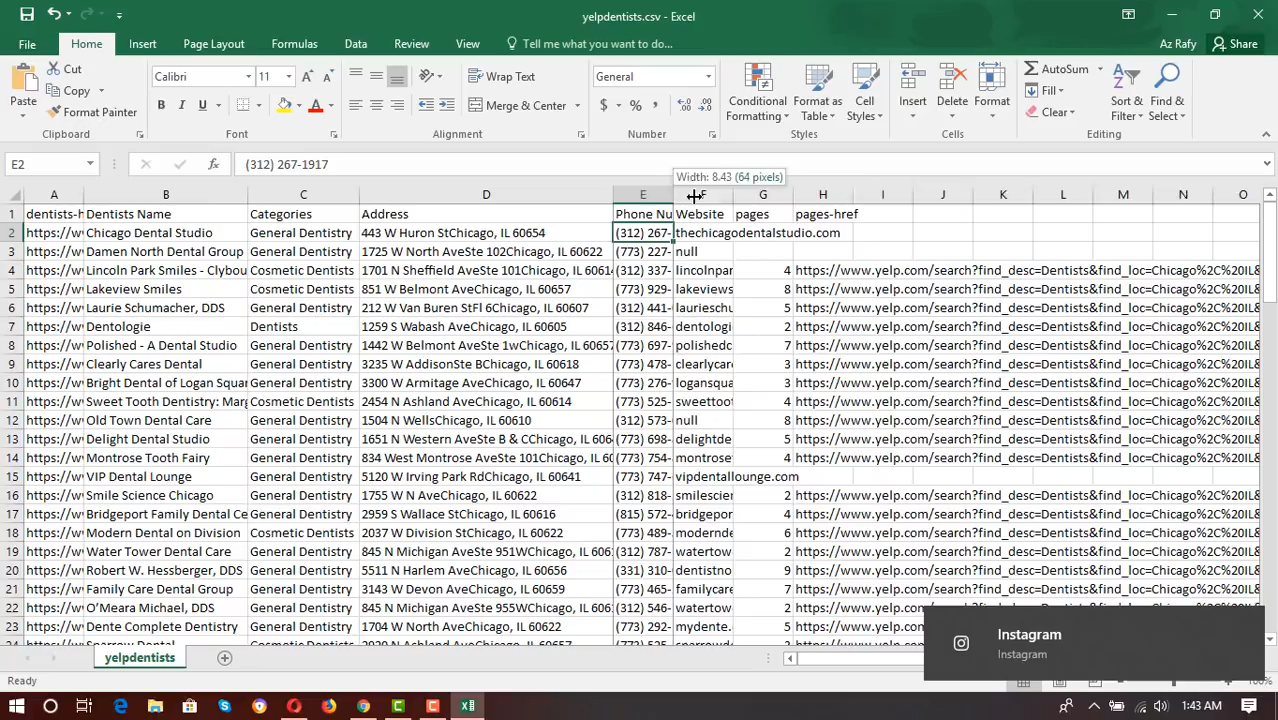 yelpdentists.csv - Excel
File Home Insert Page Layout Formulas Data Review View Tell me what you want to do... Az Rafy Share
Paste Cut Copy Format Painter Clipboard
Calibri 11 B I U A Font
Wrap Text Merge & Center Alignment
General $ % , Number
Conditional Formatting Format as Table Cell Styles Styles
Insert Delete Format Cells
AutoSum Fill Clear Sort & Filter Find & Select Editing
E2 fx (312) 267-1917
Width: 8.43 (64 pixels)
A B C D E F G H I J K L M N O
1 dentists-h Dentists Name Categories Address Phone Nu Website pages pages-href
2 https://w Chicago Dental Studio General Dentistry 443 W Huron StChicago, IL 60654 (312) 267- thechicagodentalstudio.com
3 https://w Damen North Dental Group General Dentistry 1725 N North AveSte 102Chicago, IL 60622 (773) 227- null
4 https://w Lincoln Park Smiles - Clybou General Dentistry 1701 N Sheffield AveSte 101Chicago, IL 60614 (312) 337- lincolnpar 4 https://www.yelp.com/search?find_desc=Dentists&find_loc=Chicago%2C%20IL&
5 https://w Lakeview Smiles Cosmetic Dentists 851 W Belmont AveChicago, IL 60657 (773) 929- lakeviews 8 https://www.yelp.com/search?find_desc=Dentists&find_loc=Chicago%2C%20IL&
6 https://w Laurie Schumacher, DDS General Dentistry 212 W Van Buren StFl 6Chicago, IL 60607 (312) 441- laurieschu 5 https://www.yelp.com/search?find_desc=Dentists&find_loc=Chicago%2C%20IL&
7 https://w Dentologie Dentists 1259 S Wabash AveChicago, IL 60605 (312) 846- dentologi 2 https://www.yelp.com/search?find_desc=Dentists&find_loc=Chicago%2C%20IL&
8 https://w Polished - A Dental Studio General Dentistry 1442 W Belmont AveSte 1wChicago, IL 60657 (773) 697- polishedc 7 https://www.yelp.com/search?find_desc=Dentists&find_loc=Chicago%2C%20IL&
9 https://w Clearly Cares Dental General Dentistry 3235 W AddisonSte BChicago, IL 60618 (773) 478- clearlycar 3 https://www.yelp.com/search?find_desc=Dentists&find_loc=Chicago%2C%20IL&
10 https://w Bright Dental of Logan Squar General Dentistry 3300 W Armitage AveChicago, IL 60647 (773) 276- logansqua 3 https://www.yelp.com/search?find_desc=Dentists&find_loc=Chicago%2C%20IL&
11 https://w Sweet Tooth Dentistry: Marg Cosmetic Dentists 2454 N Ashland AveChicago, IL 60614 (773) 525- sweettoot 5 https://www.yelp.com/search?find_desc=Dentists&find_loc=Chicago%2C%20IL&
12 https://w Old Town Dental Care General Dentistry 1504 N WellsChicago, IL 60610 (312) 573- null 8 https://www.yelp.com/search?find_desc=Dentists&find_loc=Chicago%2C%20IL&
13 https://w Delight Dental Studio General Dentistry 1651 N Western AveSte B & CChicago, IL 606 (773) 698- delightde 5 https://www.yelp.com/search?find_desc=Dentists&find_loc=Chicago%2C%20IL&
14 https://w Montrose Tooth Fairy General Dentistry 834 West Montrose AveSte 101Chicago, IL 60 (773) 754- montrose 4 https://www.yelp.com/search?find_desc=Dentists&find_loc=Chicago%2C%20IL&
15 https://w VIP Dental Lounge General Dentistry 5120 W Irving Park RdChicago, IL 60641 (773) 747- vipdentallounge.com
16 https://w Smile Science Chicago General Dentistry 1755 W N AveChicago, IL 60622 (312) 818- smilescier 2 https://www.yelp.com/search?find_desc=Dentists&find_loc=Chicago%2C%20IL&
17 https://w Bridgeport Family Dental Ce General Dentistry 2959 S Wallace StChicago, IL 60616 (815) 572- bridgepor 4 https://www.yelp.com/search?find_desc=Dentists&find_loc=Chicago%2C%20IL&
18 https://w Modern Dental on Division Cosmetic Dentists 2037 W Division StChicago, IL 60622 (773) 489- modernde 6 https://www.yelp.com/search?find_desc=Dentists&find_loc=Chicago%2C%20IL&
19 https://w Water Tower Dental Care General Dentistry 845 N Michigan AveSte 951WChicago, IL 6061 (312) 787- watertow 2 https://www.yelp.com/search?find_desc=Dentists&find_loc=Chicago%2C%20IL&
20 https://w Robert W. Hessberger, DDS General Dentistry 5511 N Harlem AveChicago, IL 60656 (331) 310- dentistno 9 https://www.yelp.com/search?find_desc=Dentists&find_loc=Chicago%2C%20IL&
21 https://w Family Care Dental Group General Dentistry 3143 W Devon AveChicago, IL 60659 (773) 465- familycare 7 https://www.yelp.com/search?find_desc=Dentists&find_loc=Chicago%2C%20IL&
22 https://w O'Meara Michael, DDS General Dentistry 845 N Michigan AveSte 955WChicago, IL 606 (312) 546- watertow 2 https://www.yelp.com/search?find_desc=Dentists&find_loc=Chicago%2C%20IL&
23 https://w Dente Complete Dentistry General Dentistry 1704 W North AveChicago, IL 60622 (773) 292- mydente. 5 https://www.yelp.co
Instagram
Instagram
yelpdentists
Ready 100%
1:43 AM